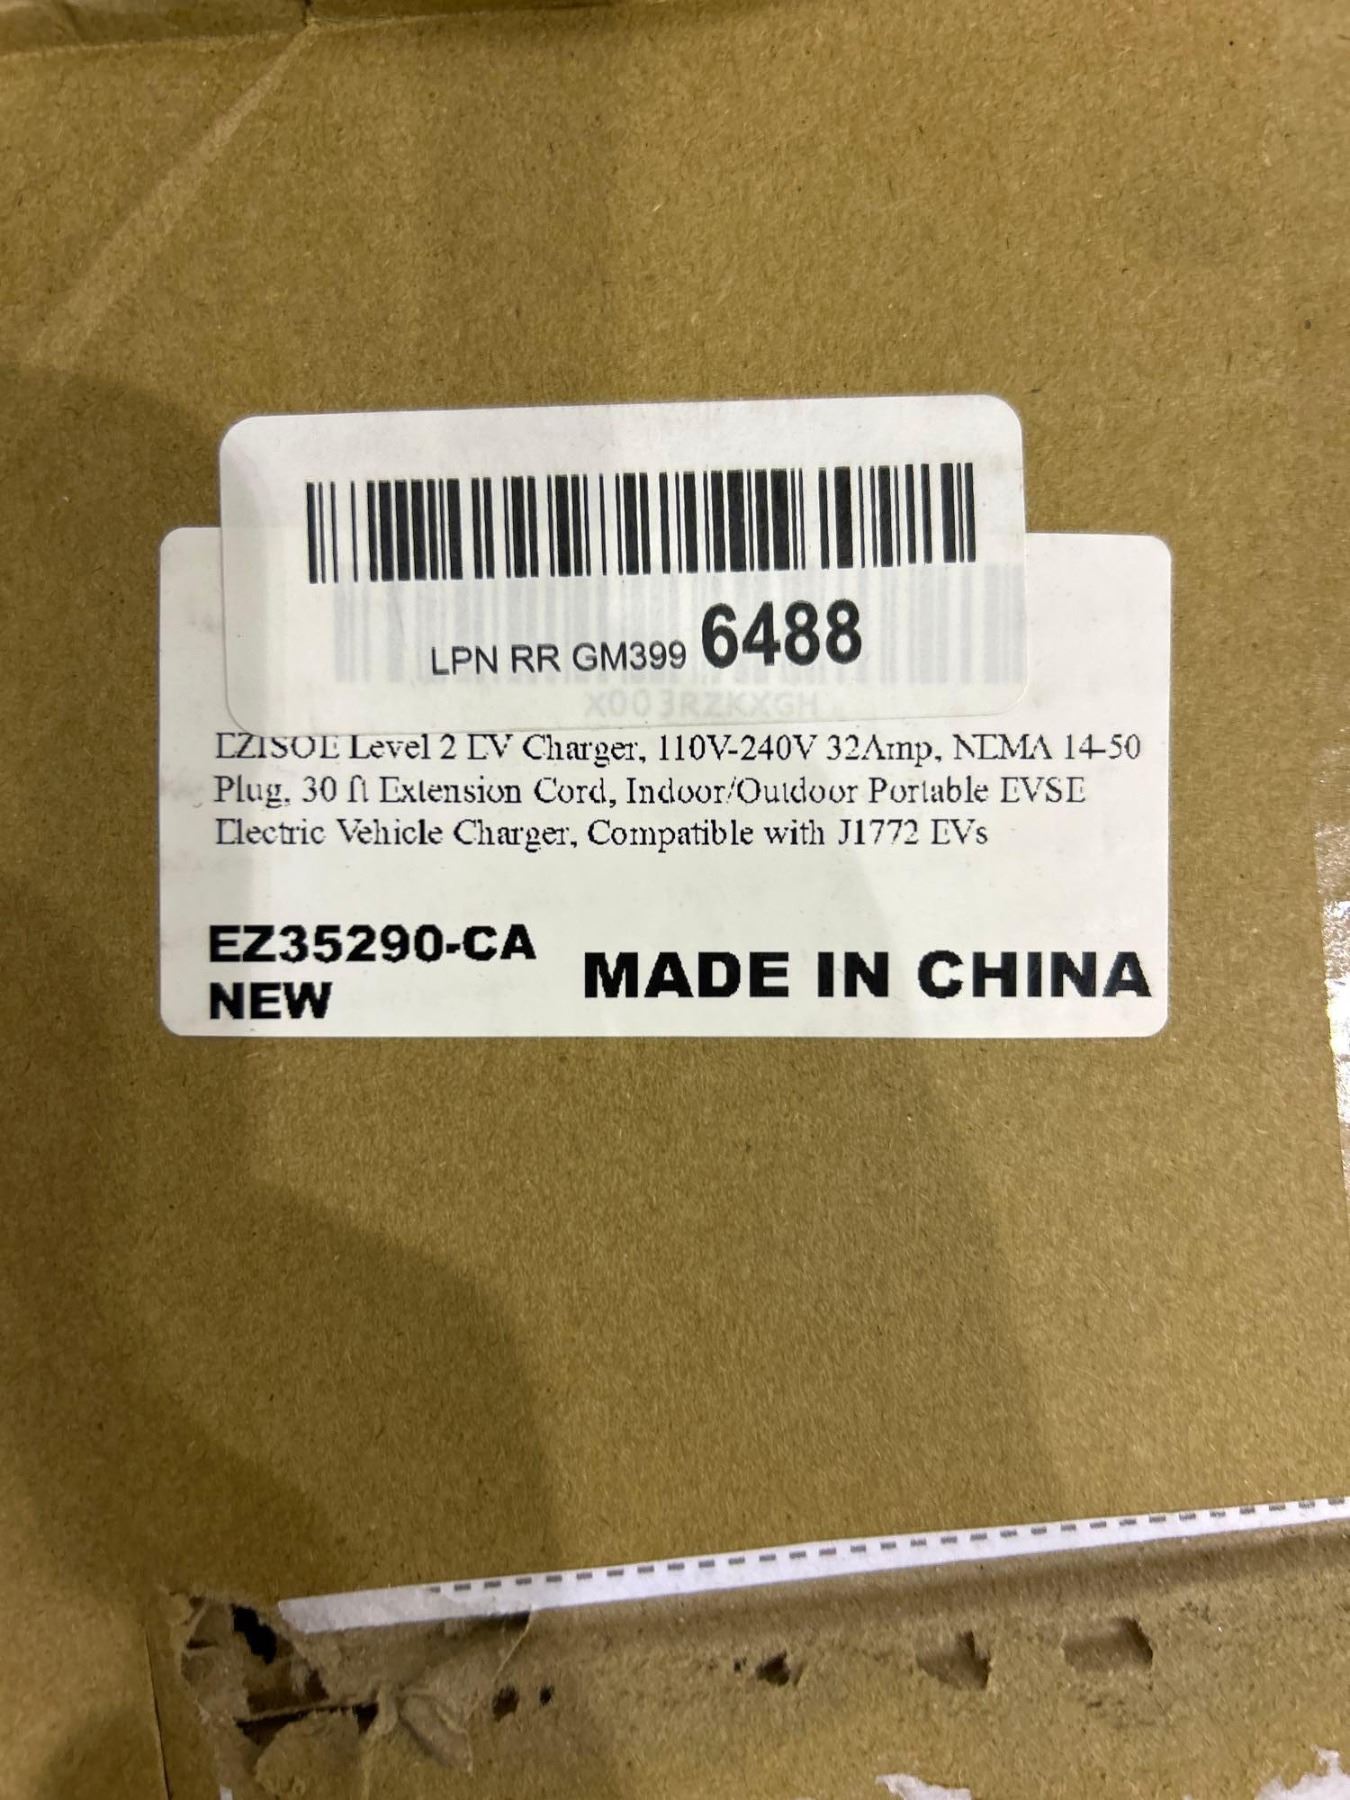 LPN RR GM399 6488
X003RZKXGH
EZISOE Level 2 EV Charger, 110V-240V 32Amp, NEMA 14-50
Plug, 30 ft Extension Cord, Indoor/Outdoor Portable EVSE
Electric Vehicle Charger, Compatible with J1772 EVs
EZ35290-CA
NEW
MADE IN CHINA